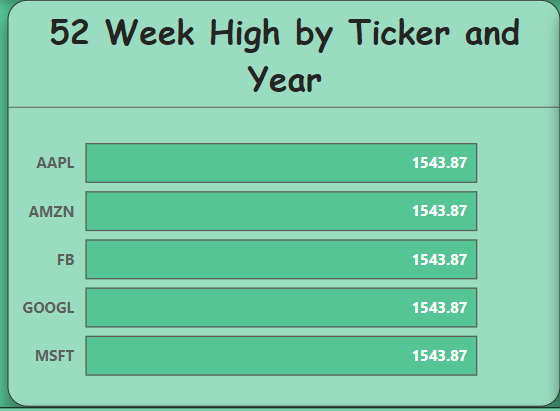 52 Week High by Ticker and
Year
AAPL 1543.87
AMZN 1543.87
FB 1543.87
GOOGL 1543.87
MSFT 1543.87